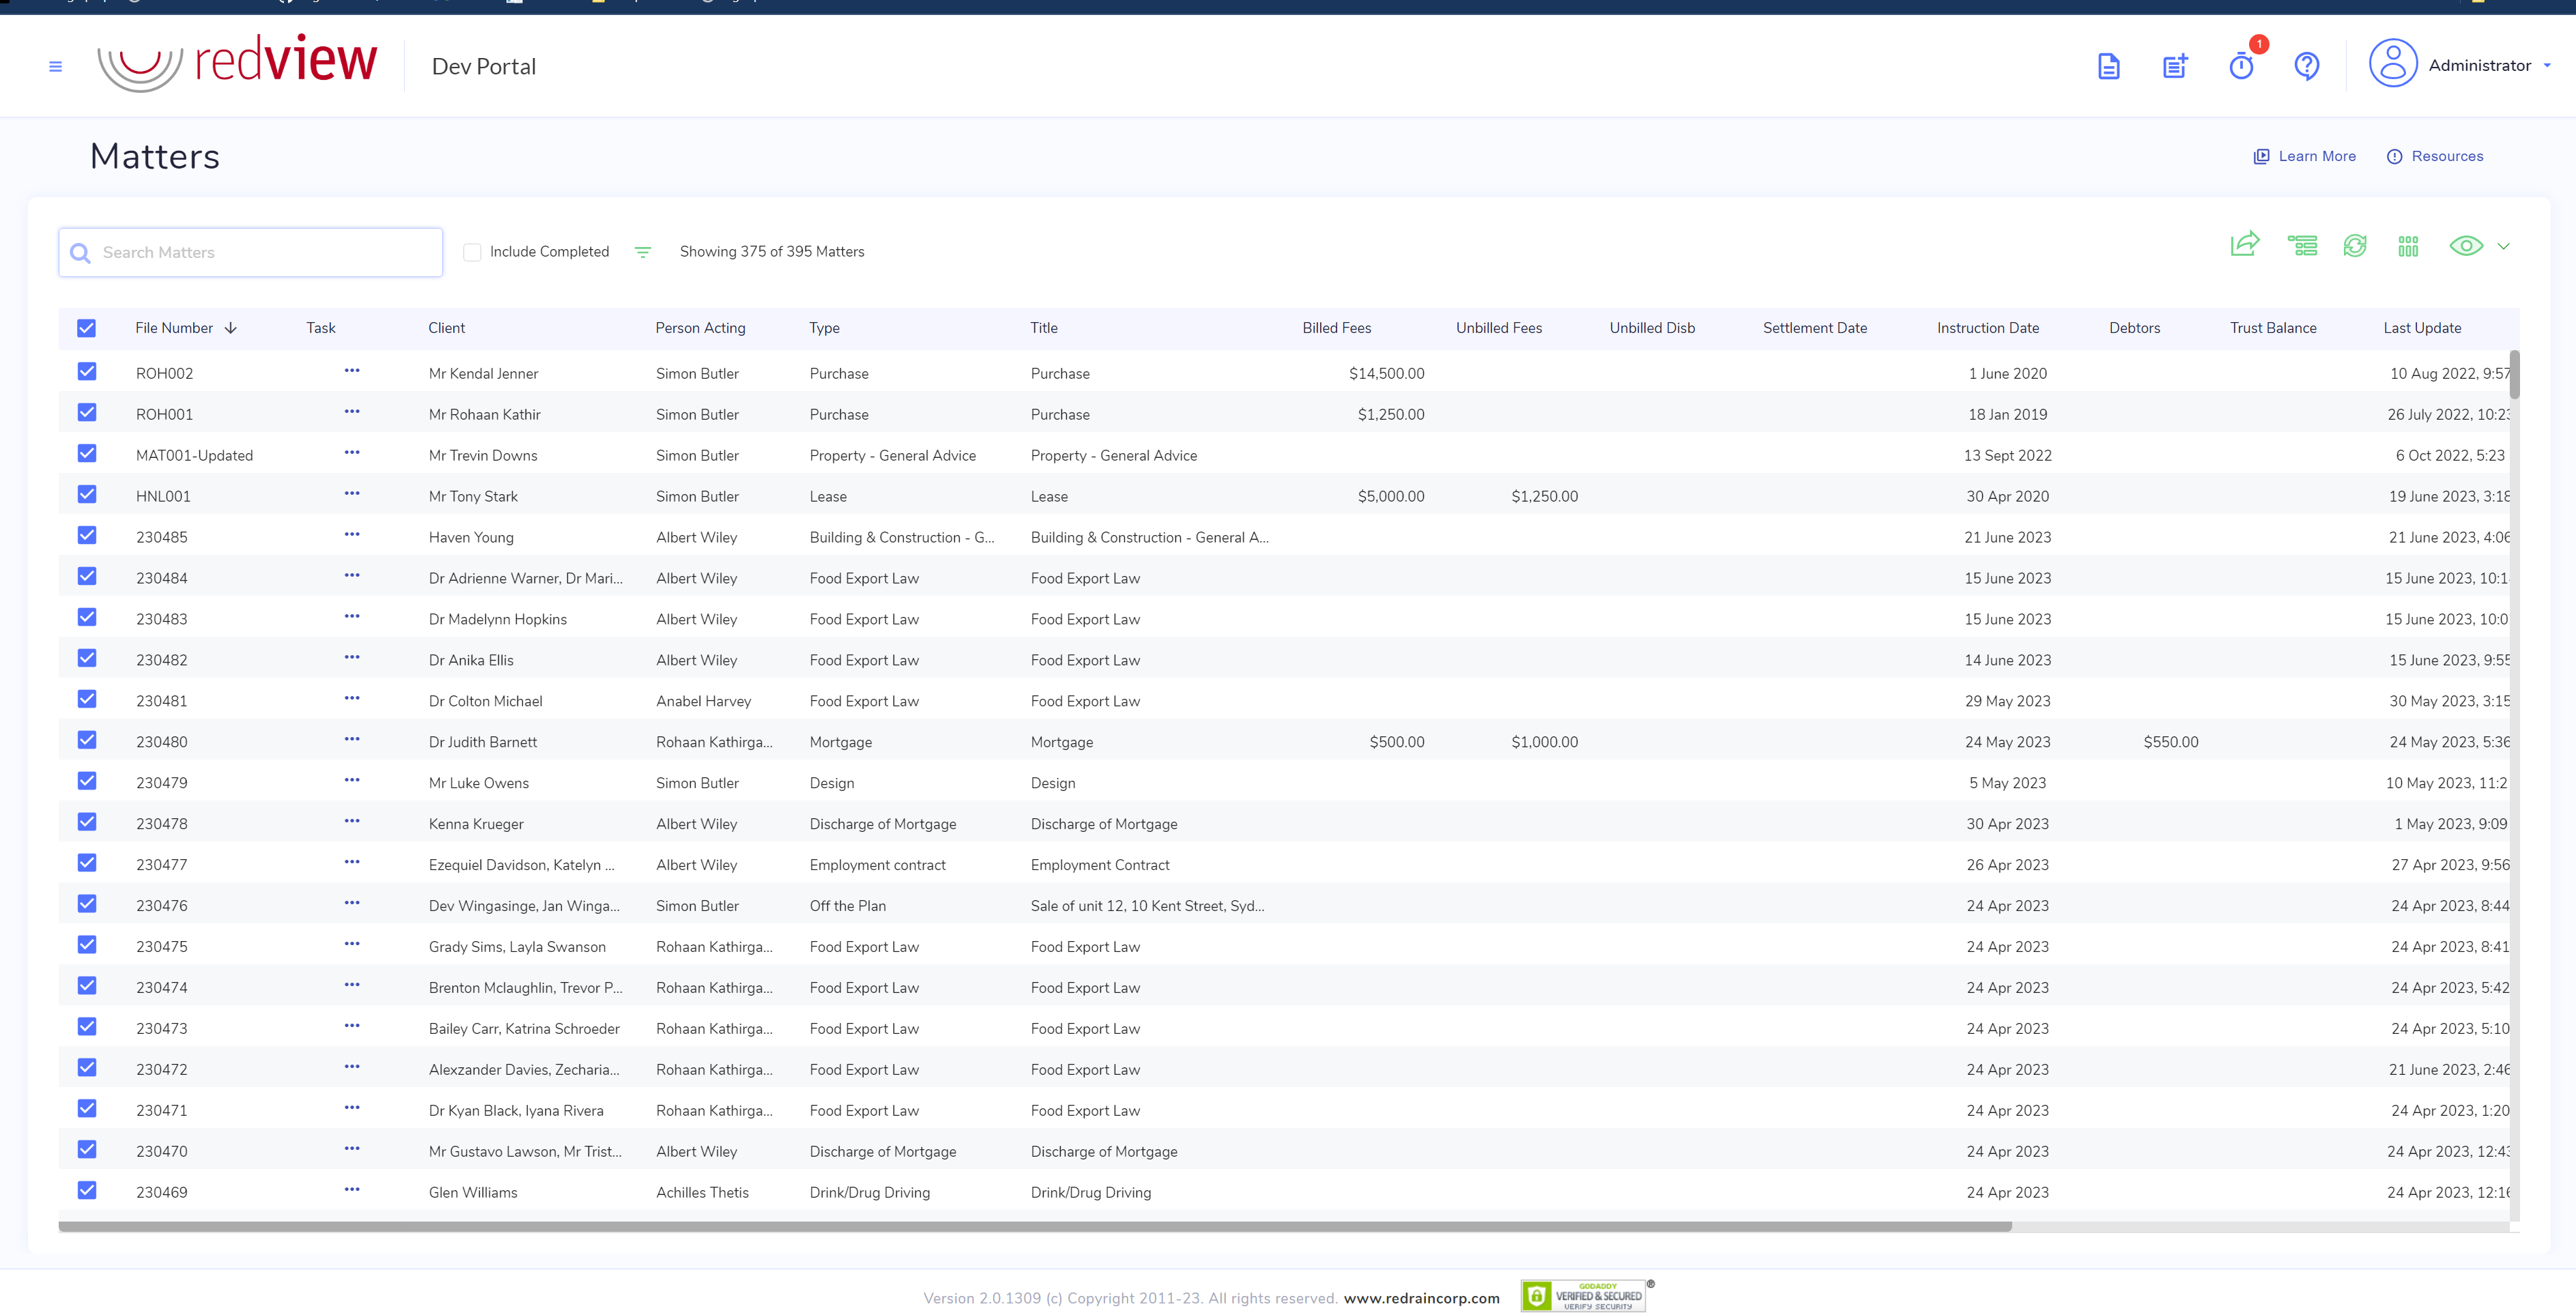 redview
Dev Portal
1
Administrator
Matters
Learn More
Resources
Search Matters
Include Completed
Showing 375 of 395 Matters
File Number Task Client Person Acting Type Title Billed Fees Unbilled Fees Unbilled Disb Settlement Date Instruction Date Debtors Trust Balance Last Update
ROH002 ••• Mr Kendal Jenner Simon Butler Purchase Purchase $14,500.00 1 June 2020 10 Aug 2022, 9:57
ROH001 ••• Mr Rohaan Kathir Simon Butler Purchase Purchase $1,250.00 18 Jan 2019 26 July 2022, 10:23
MAT001-Updated ••• Mr Trevin Downs Simon Butler Property - General Advice Property - General Advice 13 Sept 2022 6 Oct 2022, 5:23
HNL001 ••• Mr Tony Stark Simon Butler Lease Lease $5,000.00 $1,250.00 30 Apr 2020 19 June 2023, 3:18
230485 ••• Haven Young Albert Wiley Building & Construction - G... Building & Construction - General A... 21 June 2023 21 June 2023, 4:06
230484 ••• Dr Adrienne Warner, Dr Mari... Albert Wiley Food Export Law Food Export Law 15 June 2023 15 June 2023, 10:1
230483 ••• Dr Madelynn Hopkins Albert Wiley Food Export Law Food Export Law 15 June 2023 15 June 2023, 10:0
230482 ••• Dr Anika Ellis Albert Wiley Food Export Law Food Export Law 14 June 2023 15 June 2023, 9:55
230481 ••• Dr Colton Michael Anabel Harvey Food Export Law Food Export Law 29 May 2023 30 May 2023, 3:15
230480 ••• Dr Judith Barnett Rohaan Kathirga... Mortgage Mortgage $500.00 $1,000.00 24 May 2023 $550.00 24 May 2023, 5:36
230479 ••• Mr Luke Owens Simon Butler Design Design 5 May 2023 10 May 2023, 11:2
230478 ••• Kenna Krueger Albert Wiley Discharge of Mortgage Discharge of Mortgage 30 Apr 2023 1 May 2023, 9:09
230477 ••• Ezequiel Davidson, Katelyn ... Albert Wiley Employment contract Employment Contract 26 Apr 2023 27 Apr 2023, 9:56
230476 ••• Dev Wingasinge, Jan Winga... Simon Butler Off the Plan Sale of unit 12, 10 Kent Street, Syd... 24 Apr 2023 24 Apr 2023, 8:44
230475 ••• Grady Sims, Layla Swanson Rohaan Kathirga... Food Export Law Food Export Law 24 Apr 2023 24 Apr 2023, 8:41
230474 ••• Brenton Mclaughlin, Trevor P... Rohaan Kathirga... Food Export Law Food Export Law 24 Apr 2023 24 Apr 2023, 5:42
230473 ••• Bailey Carr, Katrina Schroeder Rohaan Kathirga... Food Export Law Food Export Law 24 Apr 2023 24 Apr 2023, 5:10
230472 ••• Alexzander Davies, Zecharia... Rohaan Kathirga... Food Export Law Food Export Law 24 Apr 2023 21 June 2023, 2:46
230471 ••• Dr Kyan Black, Iyana Rivera Rohaan Kathirga... Food Export Law Food Export Law 24 Apr 2023 24 Apr 2023, 1:20
230470 ••• Mr Gustavo Lawson, Mr Trist... Albert Wiley Discharge of Mortgage Discharge of Mortgage 24 Apr 2023 24 Apr 2023, 12:43
230469 ••• Glen Williams Achilles Thetis Drink/Drug Driving Drink/Drug Driving 24 Apr 2023 24 Apr 2023, 12:16
Version 2.0.1309 (c) Copyright 2011-23. All rights reserved. www.redraincorp.com
GODADDY
VERIFIED & SECURED
VERIFY SECURITY
®